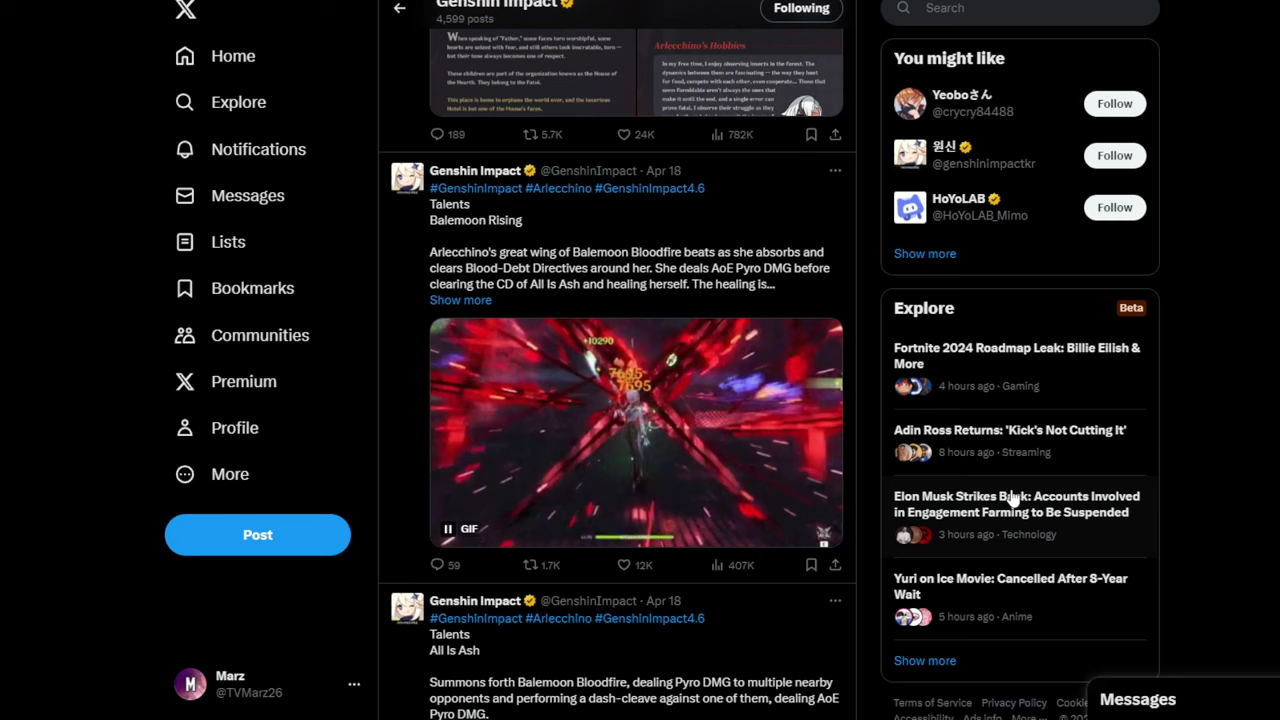 Home
Explore
Notifications
Messages
Lists
Bookmarks
Communities
Premium
Profile
More
Post
Marz
@TVMarz26
Genshin Impact
4,599 posts
Following
When speaking of "Father," some faces turn worshipful, some
hearts are seized with fear, and still others look inscrutable, torn —
but their tone always becomes one of respect.
These children are part of the organization known as the House of
the Hearth. They belong to the Fatui.
This place is home to orphans the world over, and the luxurious
Hotel is but one of the House's faces.
Arlecchino's Hobbies
In my free time, I enjoy observing insects in the forest. The
dynamics between them are fascinating — the way they hunt
for food, compete with each other, even cooperate... Those that
seem formidable aren't always the ones that
make it until the end, and a single error can
prove fatal. I observe their struggle as they
189
5.7K
24K
782K
Genshin Impact @GenshinImpact · Apr 18
#GenshinImpact #Arlecchino #GenshinImpact4.6
Talents
Balemoon Rising
Arlecchino's great wing of Balemoon Bloodfire beats as she absorbs and
clears Blood-Debt Directives around her. She deals AoE Pyro DMG before
clearing the CD of All Is Ash and healing herself. The healing is...
Show more
+10290
7695
7695
GIF
59
1.7K
12K
407K
Genshin Impact @GenshinImpact · Apr 18
#GenshinImpact #Arlecchino #GenshinImpact4.6
Talents
All Is Ash
Summons forth Balemoon Bloodfire, dealing Pyro DMG to multiple nearby
opponents and performing a dash-cleave against one of them, dealing AoE
Pyro DMG.
Search
You might like
Yeoboさん
@crycry84488
Follow
원신
@genshinimpactkr
Follow
HoYoLAB
@HoYoLAB_Mimo
Follow
Show more
Explore
Beta
Fortnite 2024 Roadmap Leak: Billie Eilish &
More
4 hours ago · Gaming
Adin Ross Returns: 'Kick's Not Cutting It'
8 hours ago · Streaming
Elon Musk Strikes Back: Accounts Involved
in Engagement Farming to Be Suspended
3 hours ago · Technology
Yuri on Ice Movie: Cancelled After 8-Year
Wait
5 hours ago · Anime
Show more
Terms of Service Privacy Policy
Accessibility Ads info More
Messages